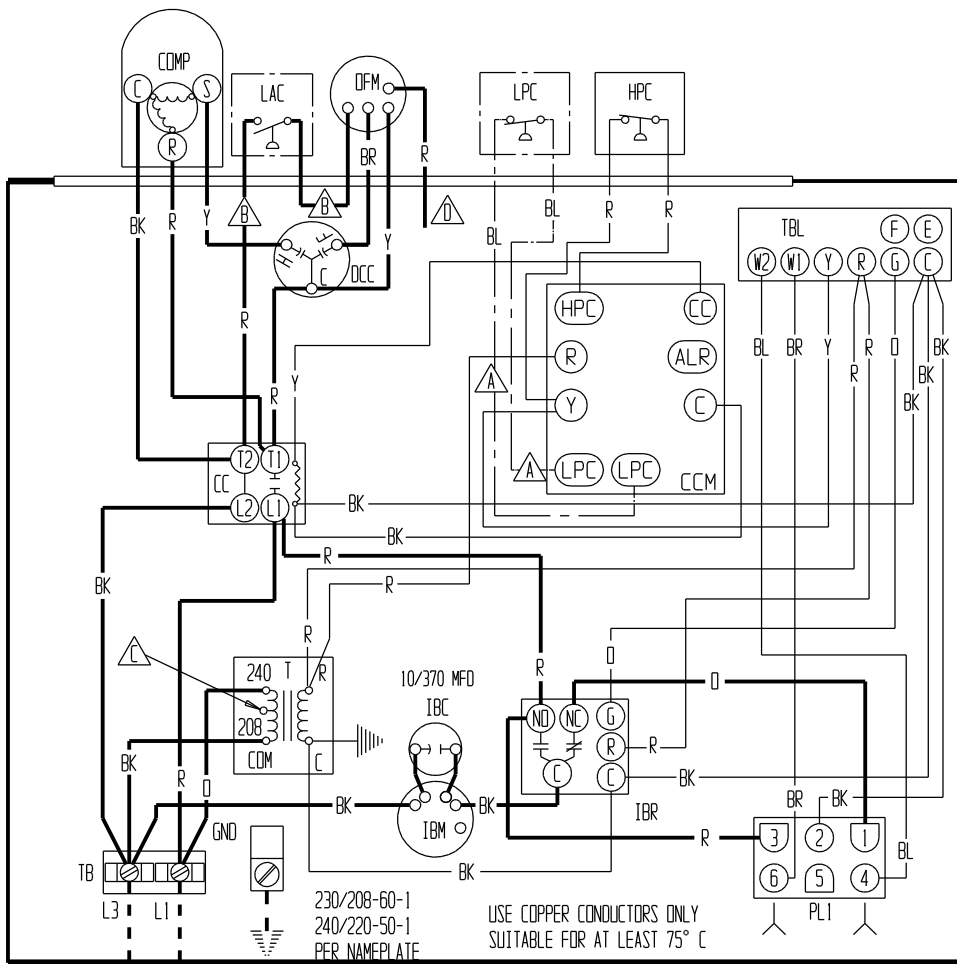 COMP
C
S
R
LAC
OFM
LPC
HPC
BK
R
Y
B
B
BR
R
D
BL
BL
R
R
TBL
F
E
W2
W1
Y
R
G
C
H
F
C
DCC
Y
HPC
CC
R
ALR
Y
C
LPC
LPC
CCM
A
A
R
R
Y
BL
BR
Y
R
R
O
BK
BK
BK
T2
T1
CC
L2
L1
BK
BK
R
R
BK
R
O
C
240
T
R
208
COM
C
10/370 MFD
IBC
R
O
NO
NC
G
R
C
C
R
BK
IBR
BK
R
O
BK
BK
IBM
BR
BK
R
BL
3
2
1
6
5
4
PL1
GND
TB
L3
L1
BK
230/208-60-1
240/220-50-1
PER NAMEPLATE
USE COPPER CONDUCTORS ONLY
SUITABLE FOR AT LEAST 75° C